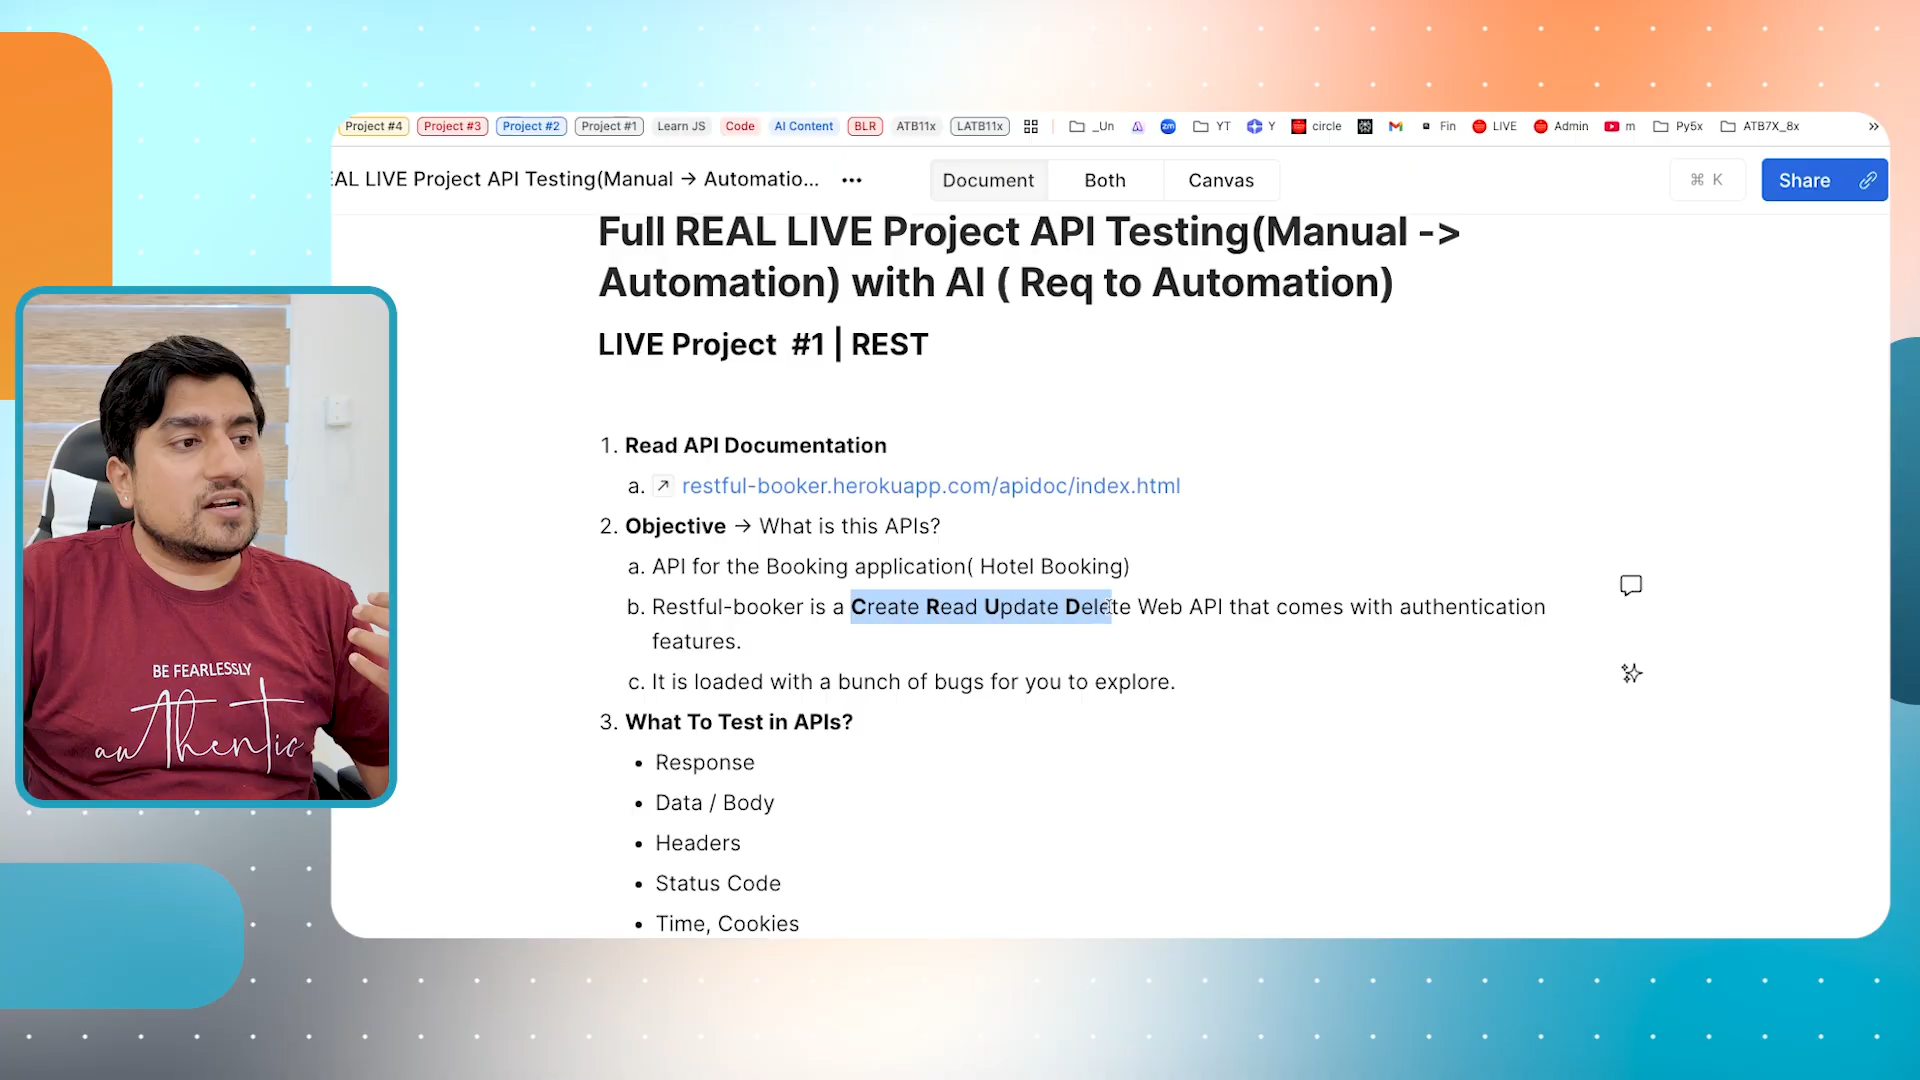 Project #4 Project #3 Project #2 Project #1 Learn JS Code AI Content BLR ATB11x LATB11x _Un zm YT Y circle Fin LIVE Admin m Py5x ATB7X_8x »
EAL LIVE Project API Testing(Manual → Automatio... ••• Document Both Canvas ⌘ K Share
Full REAL LIVE Project API Testing(Manual ->
Automation) with AI ( Req to Automation)
LIVE Project #1 | REST
1. Read API Documentation
a. restful-booker.herokuapp.com/apidoc/index.html
2. Objective → What is this APIs?
a. API for the Booking application( Hotel Booking)
b. Restful-booker is a Create Read Update Delete Web API that comes with authentication
features.
c. It is loaded with a bunch of bugs for you to explore.
3. What To Test in APIs?
• Response
• Data / Body
• Headers
• Status Code
• Time, Cookies
BE FEARLESSLY
authentic